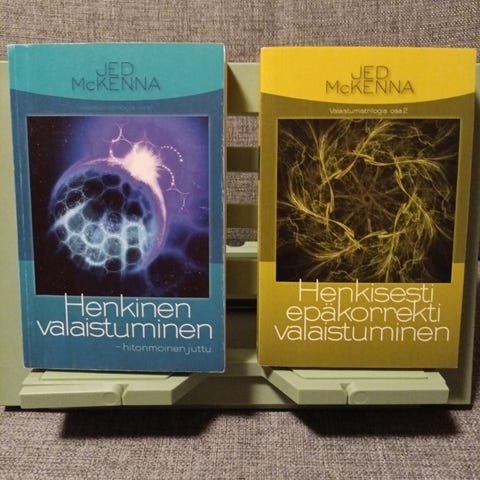 JED
McKENNA
Henkinen
valaistuminen
– hitonmoinen juttu
JED
McKENNA
Valaistumistrilogia osa 2
Henkisesti
epäkorrekti
valaistuminen